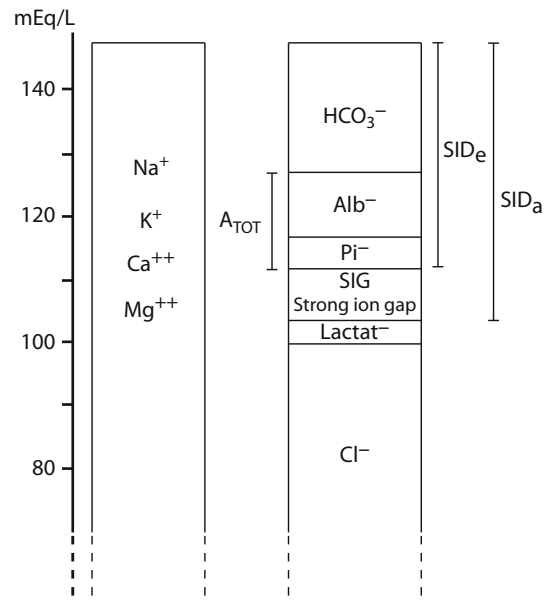 mEq/L
140
120
100
80
Na⁺
K⁺
Ca⁺⁺
Mg⁺⁺
A_TOT
HCO₃⁻
Alb⁻
Pi⁻
SIG
Strong ion gap
Lactat⁻
Cl⁻
SIDₑ
SIDₐ